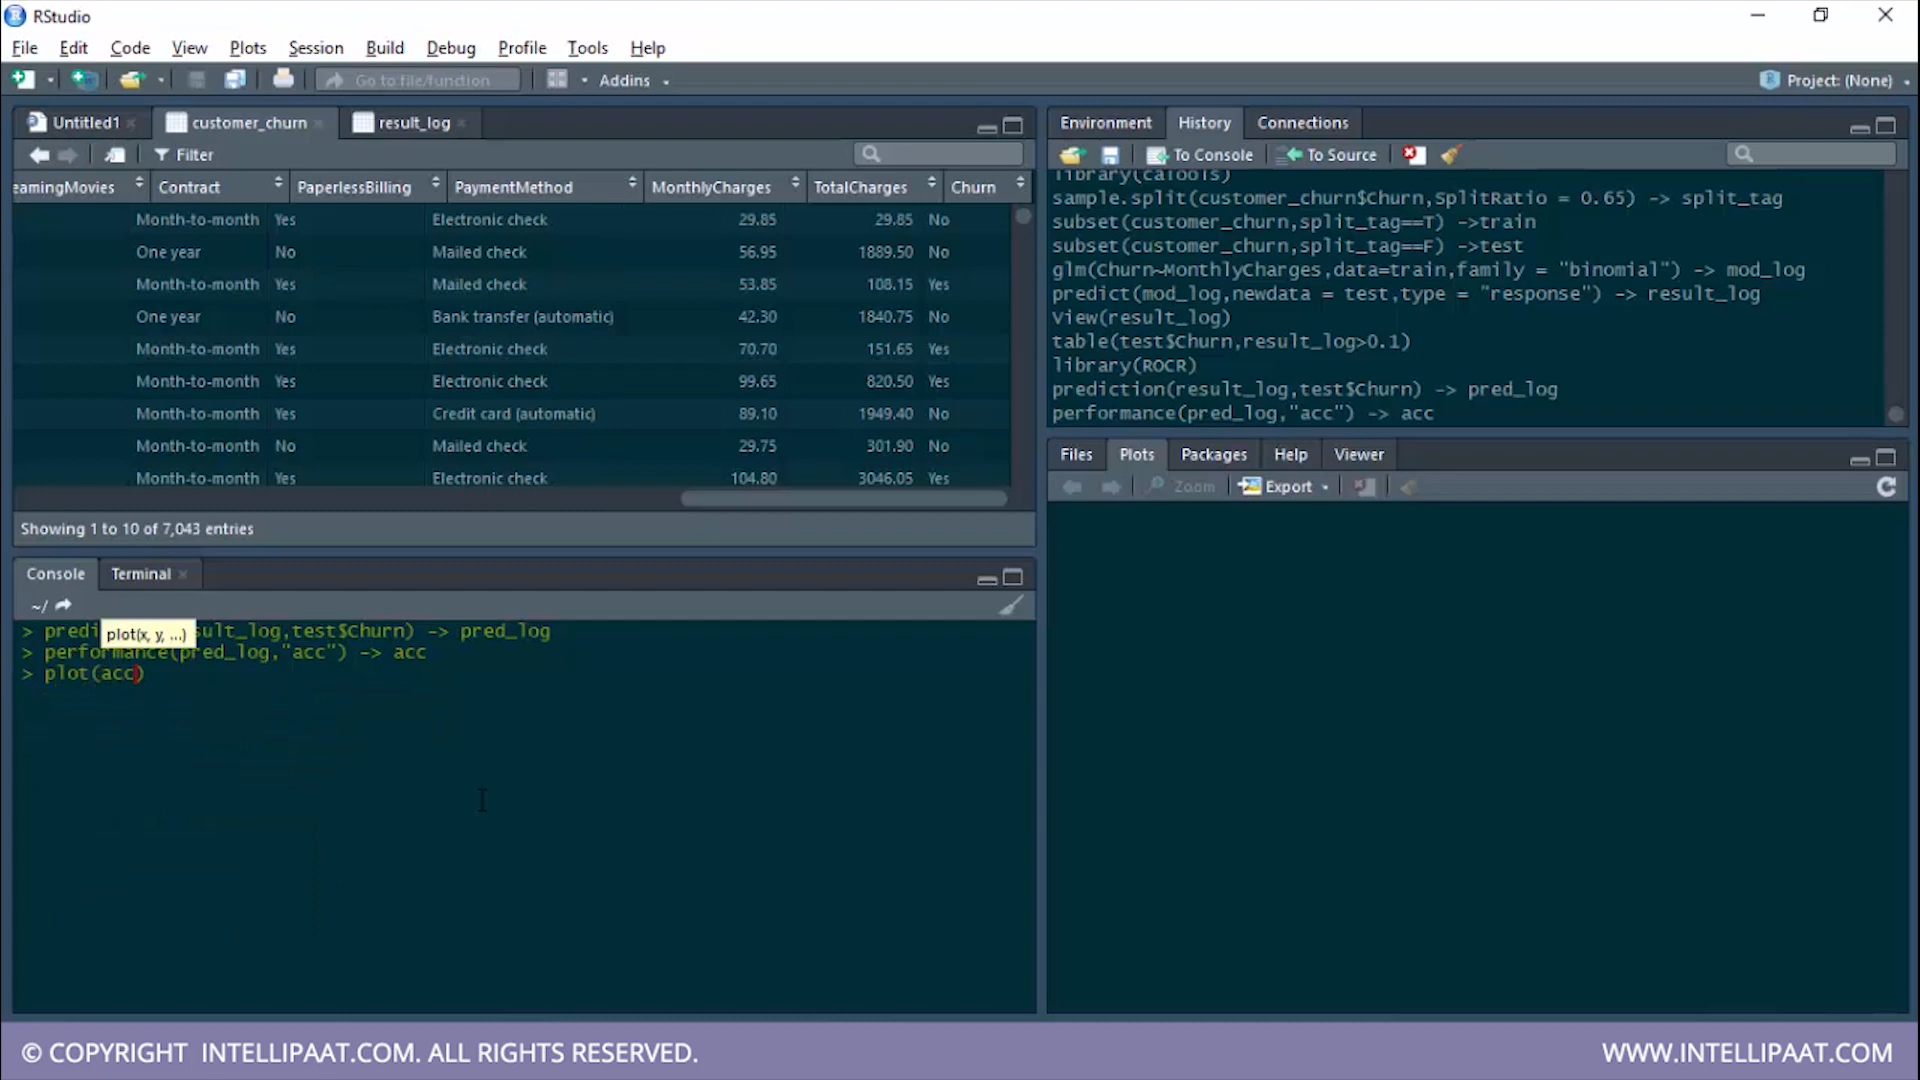 RStudio
File Edit Code View Plots Session Build Debug Profile Tools Help
Go to file/function Addins Project: (None)
Untitled1 customer_churn result_log
Filter
eamingMovies Contract PaperlessBilling PaymentMethod MonthlyCharges TotalCharges Churn
Month-to-month Yes Electronic check 29.85 29.85 No
One year No Mailed check 56.95 1889.50 No
Month-to-month Yes Mailed check 53.85 108.15 Yes
One year No Bank transfer (automatic) 42.30 1840.75 No
Month-to-month Yes Electronic check 70.70 151.65 Yes
Month-to-month Yes Electronic check 99.65 820.50 Yes
Month-to-month Yes Credit card (automatic) 89.10 1949.40 No
Month-to-month No Mailed check 29.75 301.90 No
Month-to-month Yes Electronic check 104.80 3046.05 Yes
Showing 1 to 10 of 7,043 entries
Console Terminal
~/
> predi sult_log,test$Churn) -> pred_log
plot(x, y, ...)
> performance(pred_log,"acc") -> acc
> plot(acc)
Environment History Connections
To Console To Source
library(caTools)
sample.split(customer_churn$Churn,SplitRatio = 0.65) -> split_tag
subset(customer_churn,split_tag==T) ->train
subset(customer_churn,split_tag==F) ->test
glm(Churn~MonthlyCharges,data=train,family = "binomial") -> mod_log
predict(mod_log,newdata = test,type = "response") -> result_log
View(result_log)
table(test$Churn,result_log>0.1)
library(ROCR)
prediction(result_log,test$Churn) -> pred_log
performance(pred_log,"acc") -> acc
Files Plots Packages Help Viewer
Zoom Export
© COPYRIGHT INTELLIPAAT.COM. ALL RIGHTS RESERVED.
WWW.INTELLIPAAT.COM